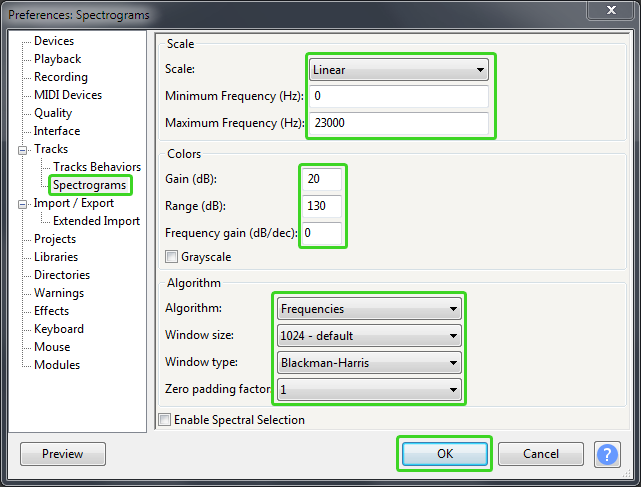 Preferences: Spectrograms
Devices
Playback
Recording
MIDI Devices
Quality
Interface
Tracks
Tracks Behaviors
Spectrograms
Import / Export
Extended Import
Projects
Libraries
Directories
Warnings
Effects
Keyboard
Mouse
Modules
Scale
Scale: Linear
Minimum Frequency (Hz): 0
Maximum Frequency (Hz): 23000
Colors
Gain (dB): 20
Range (dB): 130
Frequency gain (dB/dec): 0
Grayscale
Algorithm
Algorithm: Frequencies
Window size: 1024 - default
Window type: Blackman-Harris
Zero padding factor: 1
Enable Spectral Selection
Preview OK Cancel ?